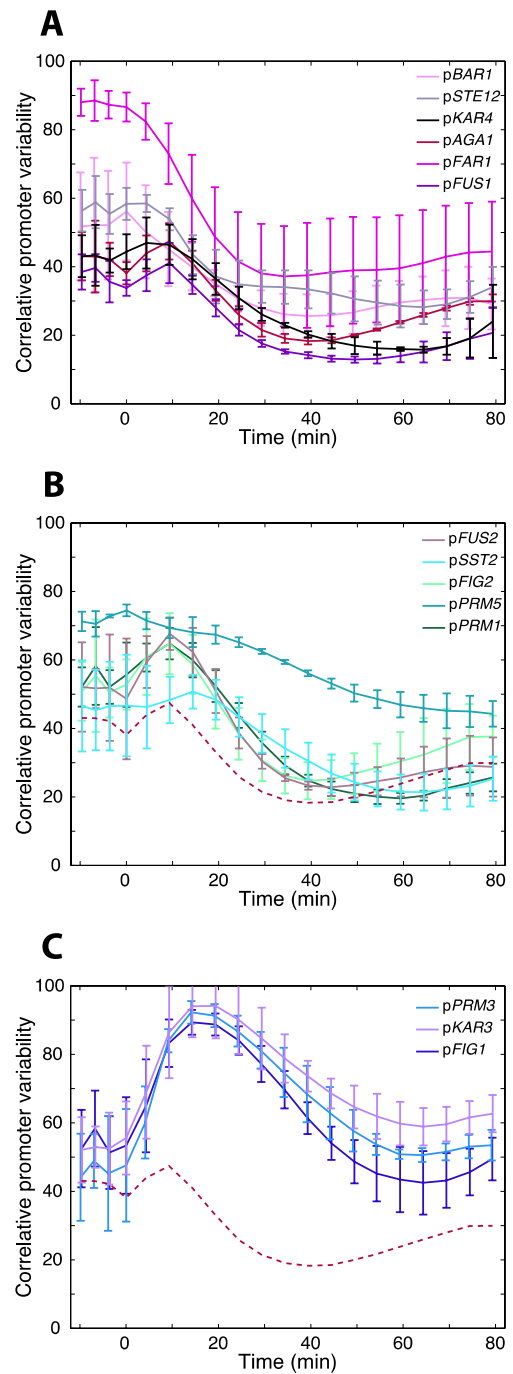 A
100
80
60
40
20
0
Correlative promoter variability
pBAR1
pSTE12
pKAR4
pAGA1
pFAR1
pFUS1
0 20 40 60 80
Time (min)
B
100
80
60
40
20
0
Correlative promoter variability
pFUS2
pSST2
pFIG2
pPRM5
pPRM1
0 20 40 60 80
Time (min)
C
100
80
60
40
20
0
Correlative promoter variability
pPRM3
pKAR3
pFIG1
0 20 40 60 80
Time (min)